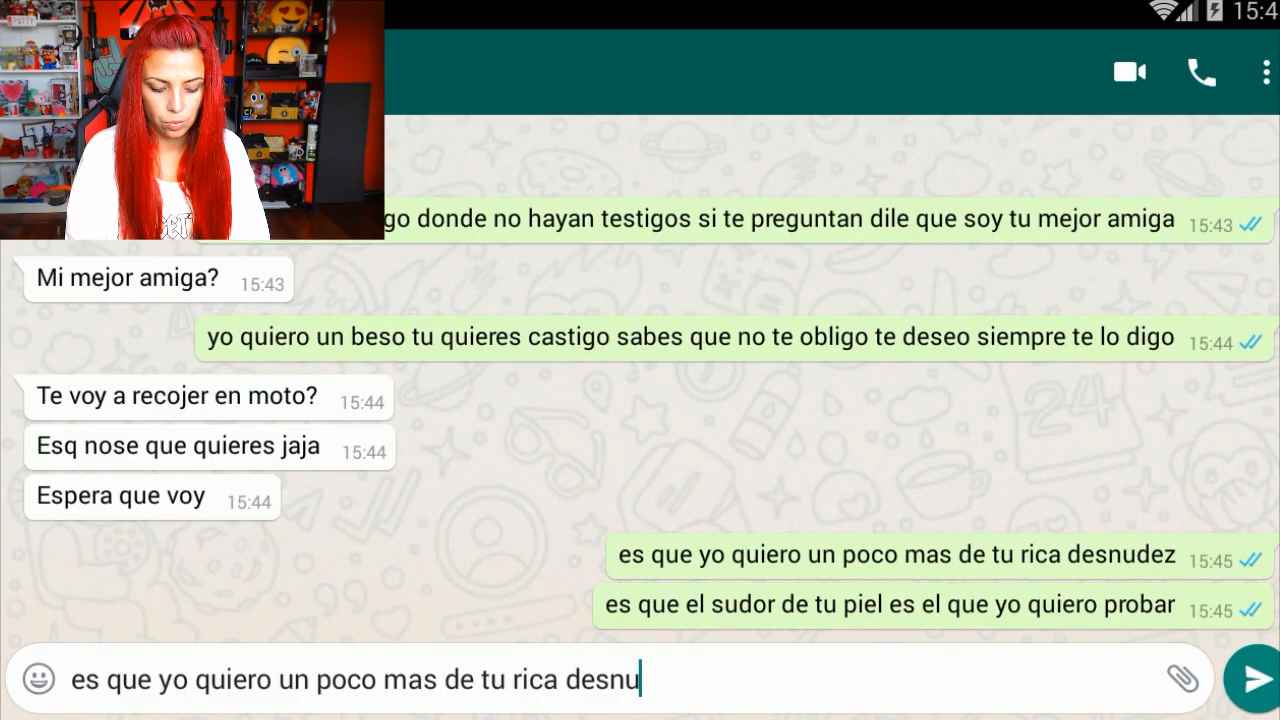 15:4
go donde no hayan testigos si te preguntan dile que soy tu mejor amiga 15:43
Mi mejor amiga? 15:43
yo quiero un beso tu quieres castigo sabes que no te obligo te deseo siempre te lo digo 15:44
Te voy a recojer en moto? 15:44
Esq nose que quieres jaja 15:44
Espera que voy 15:44
es que yo quiero un poco mas de tu rica desnudez 15:45
es que el sudor de tu piel es el que yo quiero probar 15:45
es que yo quiero un poco mas de tu rica desnu